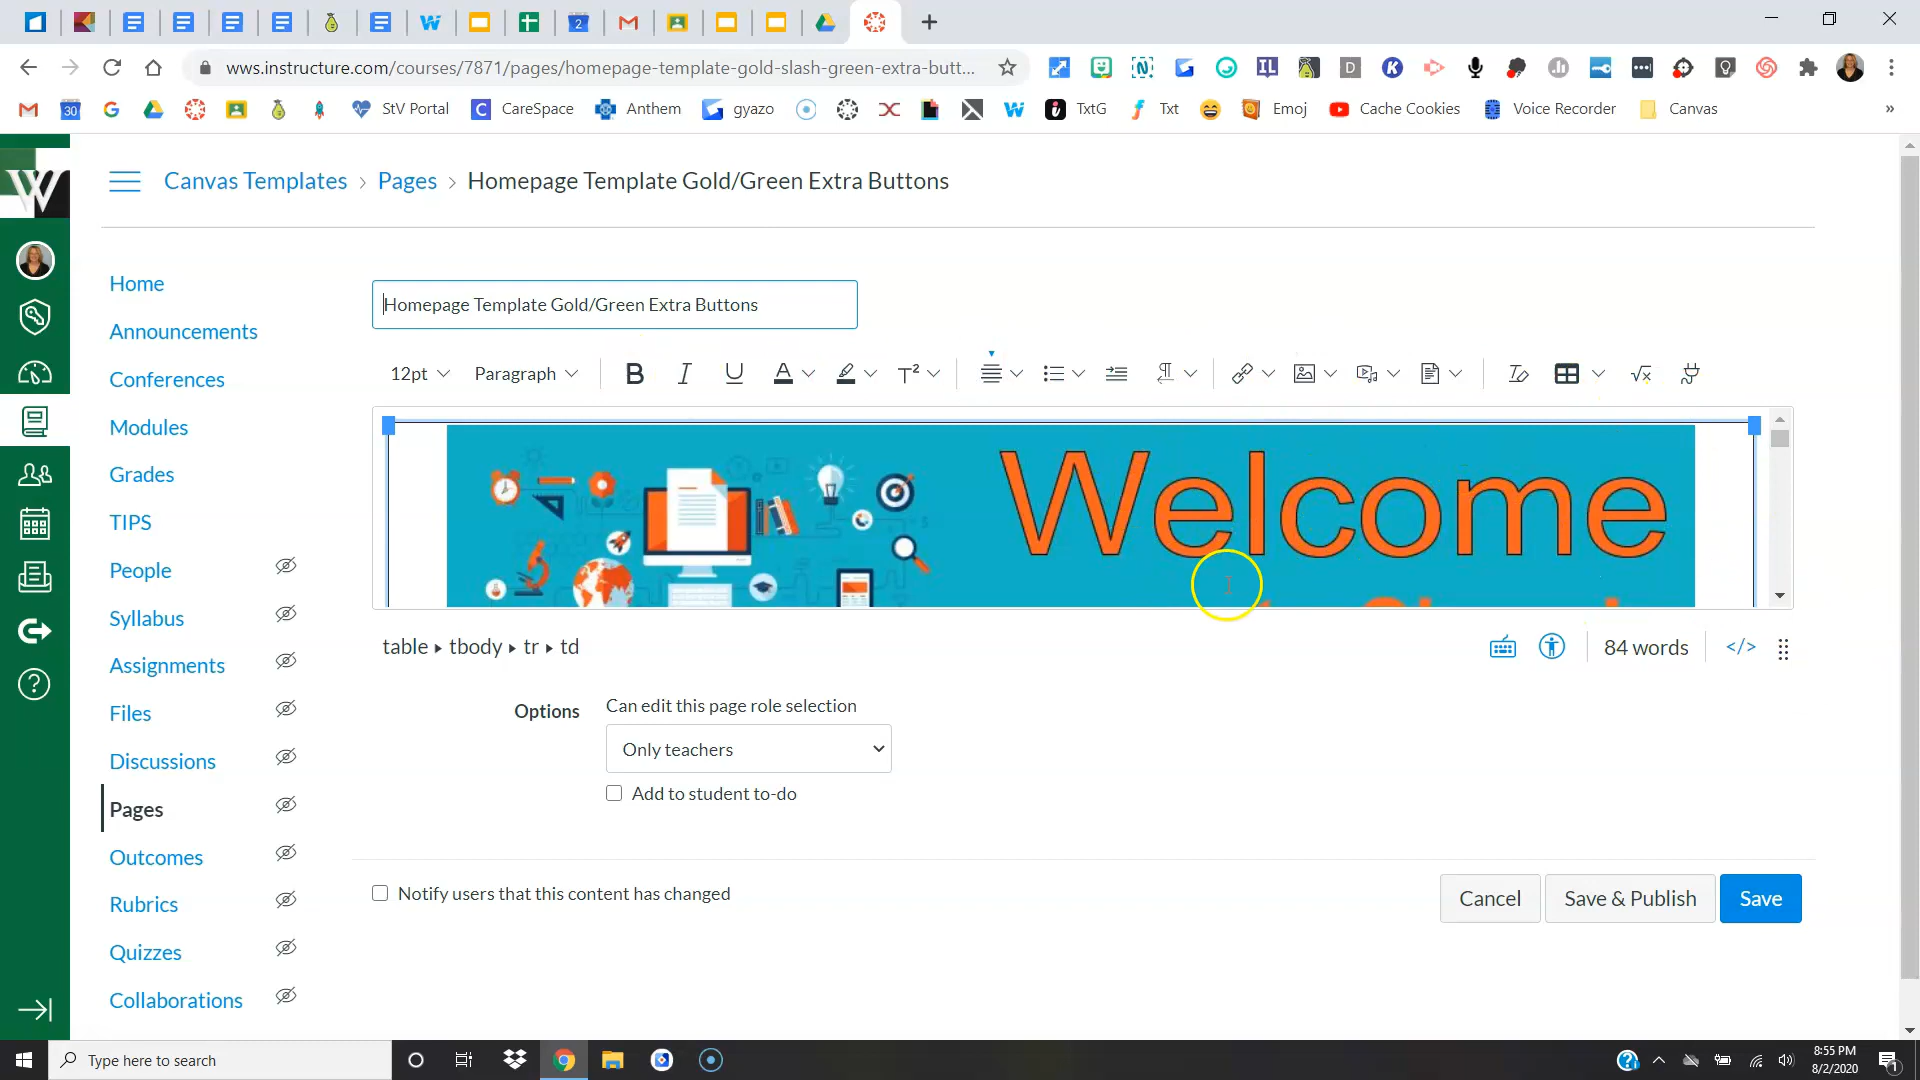 wws.instructure.com/courses/7871/pages/homepage-template-gold-slash-green-extra-butt...
StV Portal
CareSpace
Anthem
gyazo
TxtG
Txt
Emoj
Cache Cookies
Voice Recorder
Canvas
»
Canvas Templates > Pages > Homepage Template Gold/Green Extra Buttons
Home
Announcements
Conferences
Modules
Grades
TIPS
People
Syllabus
Assignments
Files
Discussions
Pages
Outcomes
Rubrics
Quizzes
Collaborations
Homepage Template Gold/Green Extra Buttons
12pt
Paragraph
Welcome
table ▸ tbody ▸ tr ▸ td
84 words
</>
Options
Can edit this page role selection
Only teachers
Add to student to-do
Notify users that this content has changed
Cancel
Save & Publish
Save
Type here to search
8:55 PM
8/2/2020